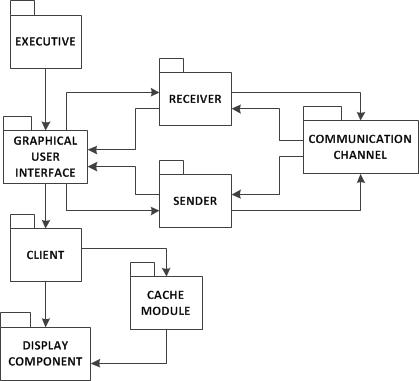 EXECUTIVE
RECEIVER
GRAPHICAL
USER
INTERFACE
COMMUNICATION
CHANNEL
SENDER
CLIENT
CACHE
MODULE
DISPLAY
COMPONENT